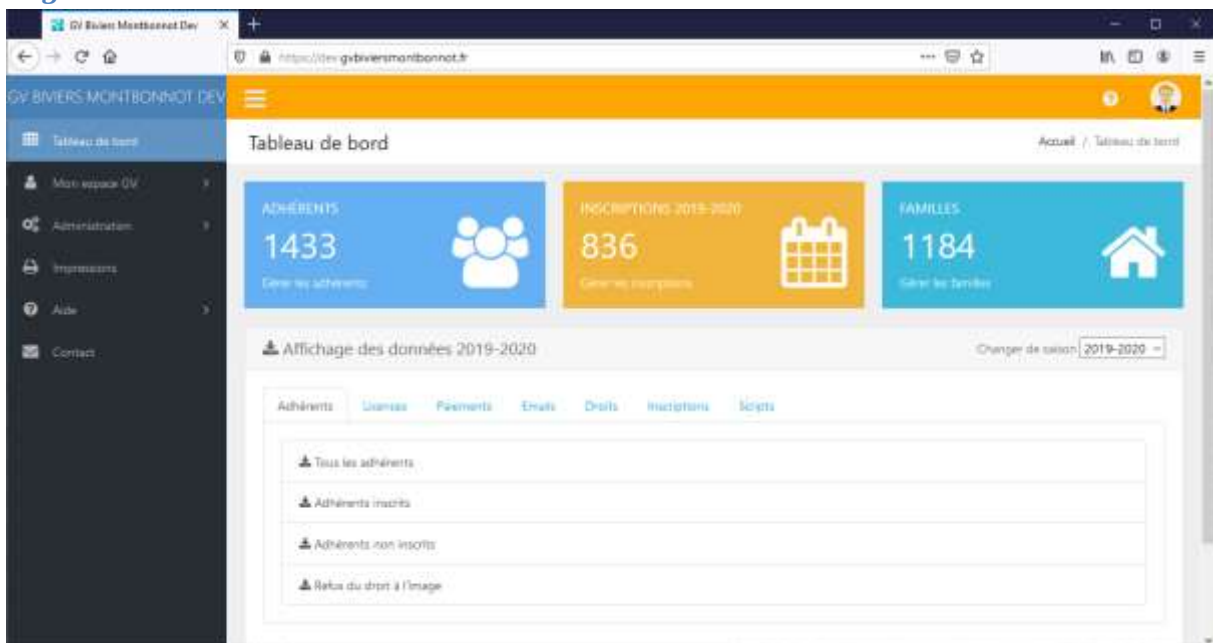 GV Biviers Montbonnot Dev
https://dev.gvbiviersmontbonnot.fr
GV BIVIERS MONTBONNOT DEV
Tableau de bord
Mon espace GV
Administration
Impressions
Aide
Contact
Tableau de bord
Accueil / Tableau de bord
ADHÉRENTS
1433
Gérer les adhérents
INSCRIPTIONS 2019-2020
836
Gérer les inscriptions
FAMILLES
1184
Gérer les familles
Affichage des données 2019-2020
Changer de saison 2019-2020
Adhérents Licences Paiements Emails Droits Inscriptions Scripts
Tous les adhérents
Adhérents inscrits
Adhérents non inscrits
Refus du droit à l'image